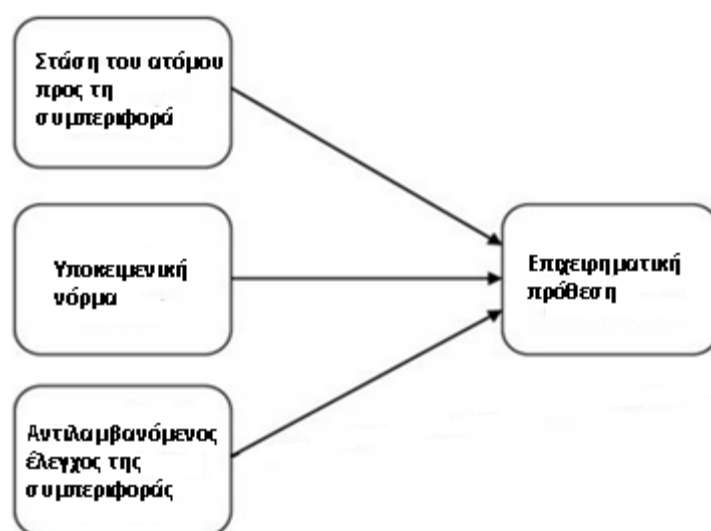 Στάση του ατόμου
προς τη
συμπεριφορά
Υποκειμενική
νόρμα
Αντιλαμβανόμενος
έλεγχος της
συμπεριφοράς
Επιχειρηματική
πρόθεση